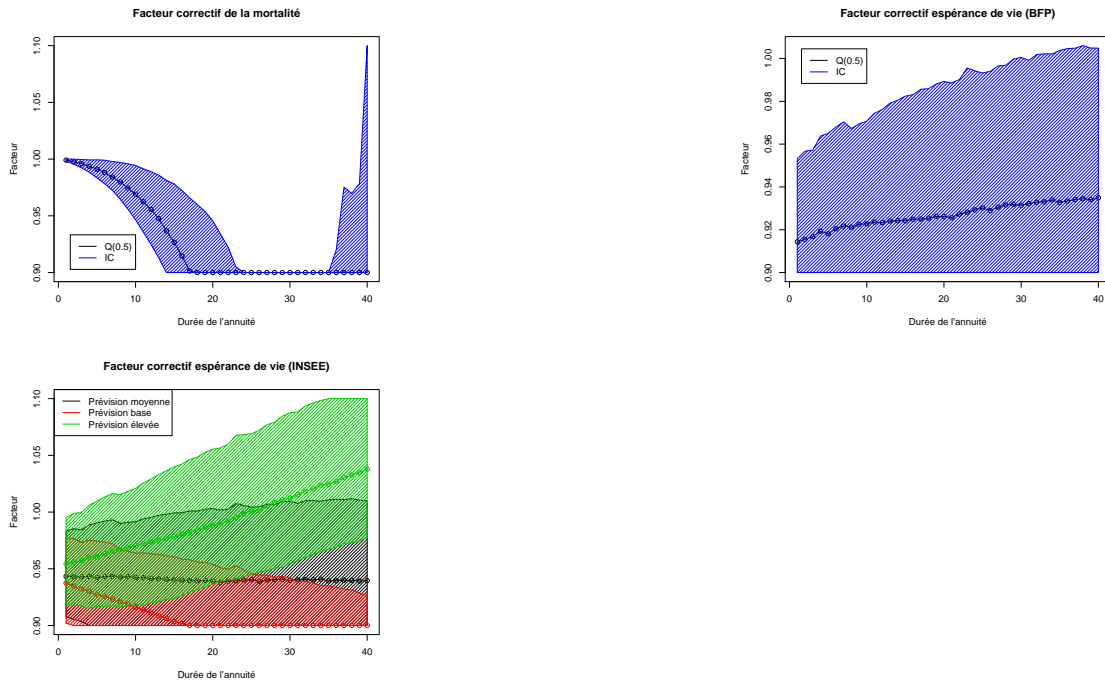 Facteur correctif de la mortalité
Facteur
1.10
1.05
1.00
0.95
0.90
Q(0.5)
IC
0
10
20
30
40
Durée de l'annuité
Facteur correctif espérance de vie (BFP)
Facteur
1.00
0.98
0.96
0.94
0.92
0.90
Q(0.5)
IC
0
10
20
30
40
Durée de l'annuité
Facteur correctif espérance de vie (INSEE)
Facteur
1.10
1.05
1.00
0.95
0.90
Prévision moyenne
Prévision base
Prévision élevée
0
10
20
30
40
Durée de l'annuité